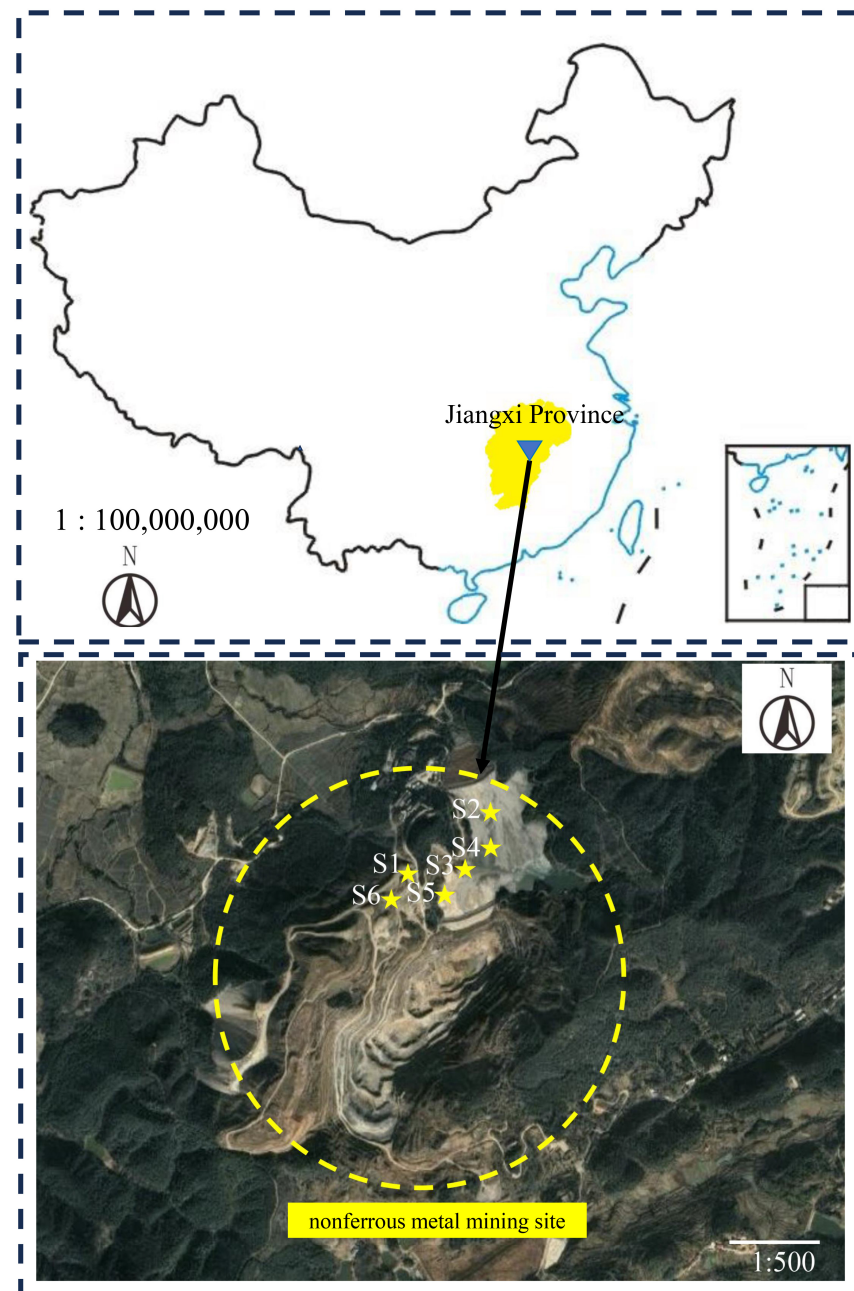 Jiangxi Province
1 : 100,000,000
N
N
S2
S4
S1
S3
S6
S5
nonferrous metal mining site
1:500